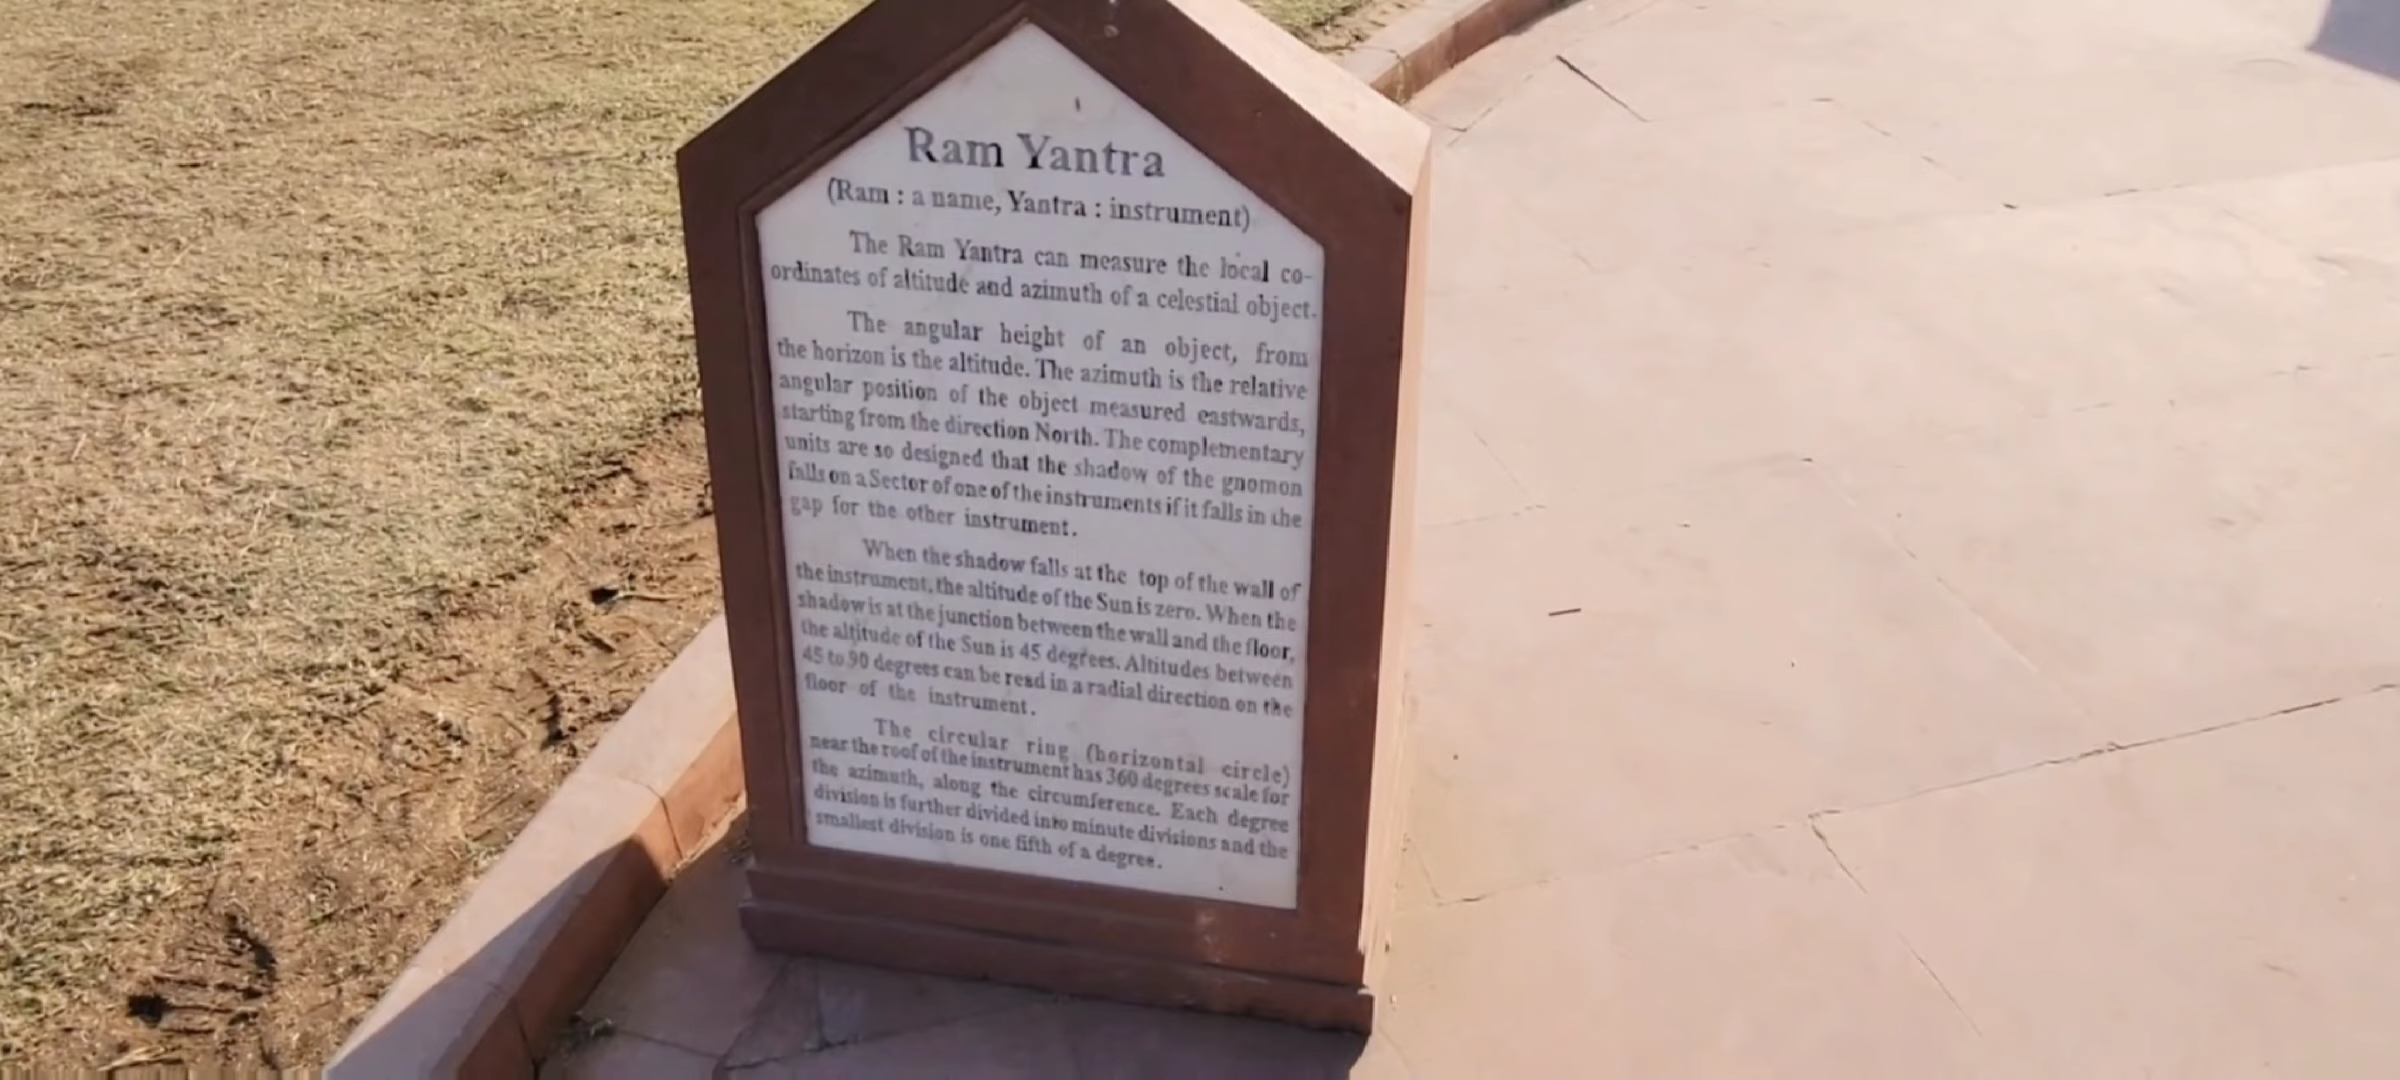 Ram Yantra
(Ram : a name, Yantra : instrument)
The Ram Yantra can measure the local co-
ordinates of altitude and azimuth of a celestial object.
The angular height of an object, from
the horizon is the altitude. The azimuth is the relative
angular position of the object measured eastwards,
starting from the direction North. The complementary
units are so designed that the shadow of the gnomon
falls on a Sector of one of the instruments if it falls in the
gap for the other instrument.
When the shadow falls at the top of the wall of
the instrument, the altitude of the Sun is zero. When the
shadow is at the junction between the wall and the floor,
the altitude of the Sun is 45 degrees. Altitudes between
45 to 90 degrees can be read in a radial direction on the
floor of the instrument.
The circular ring (horizontal circle)
near the roof of the instrument has 360 degrees scale for
the azimuth, along the circumference. Each degree
division is further divided into minute divisions and the
smallest division is one fifth of a degree.